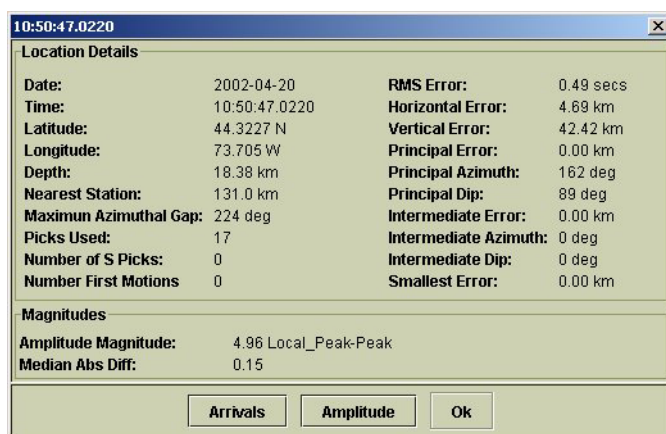 10:50:47.0220
Location Details
Date: 2002-04-20 RMS Error: 0.49 secs
Time: 10:50:47.0220 Horizontal Error: 4.69 km
Latitude: 44.3227 N Vertical Error: 42.42 km
Longitude: 73.705 W Principal Error: 0.00 km
Depth: 18.38 km Principal Azimuth: 162 deg
Nearest Station: 131.0 km Principal Dip: 89 deg
Maximun Azimuthal Gap: 224 deg Intermediate Error: 0.00 km
Picks Used: 17 Intermediate Azimuth: 0 deg
Number of S Picks: 0 Intermediate Dip: 0 deg
Number First Motions 0 Smallest Error: 0.00 km
Magnitudes
Amplitude Magnitude: 4.96 Local_Peak-Peak
Median Abs Diff: 0.15
Arrivals Amplitude Ok